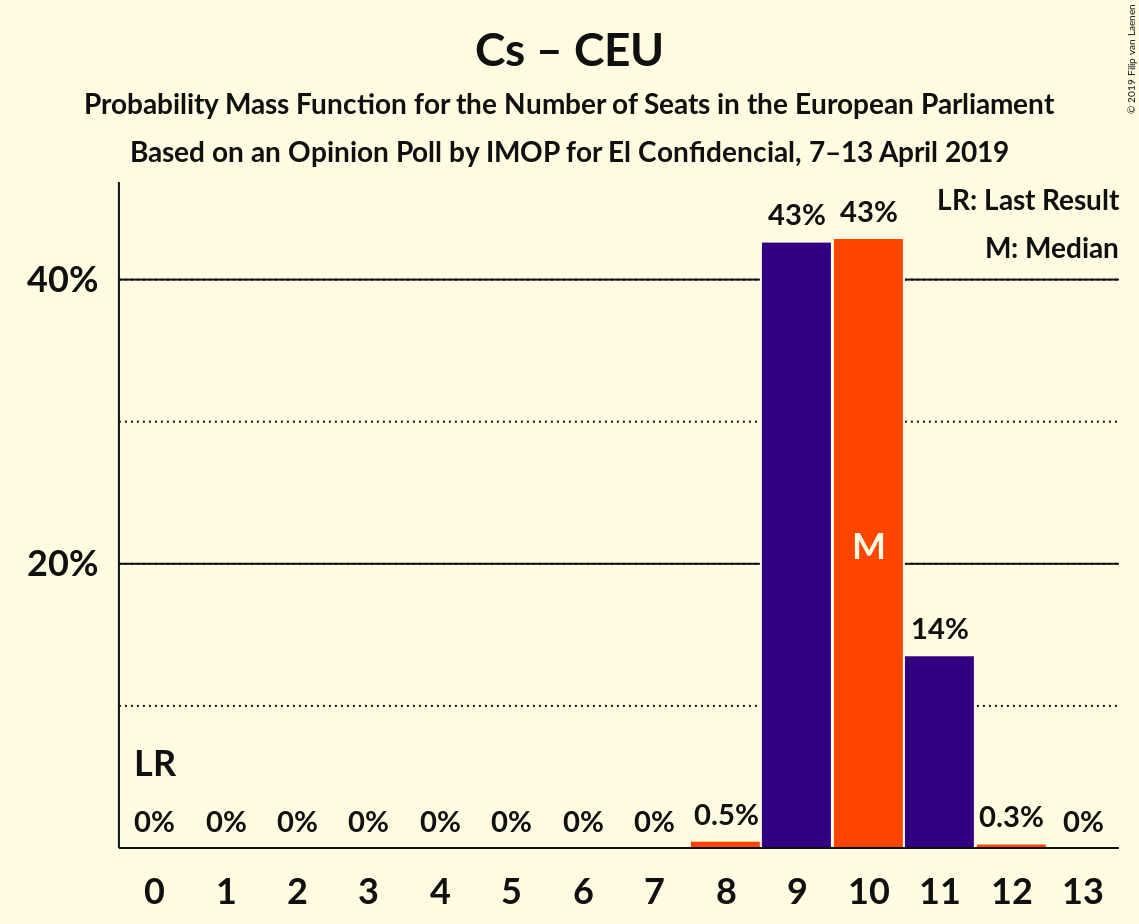 Cs – CEU
Probability Mass Function for the Number of Seats in the European Parliament
Based on an Opinion Poll by IMOP for El Confidencial, 7–13 April 2019
© 2019 Filip van Laenen
LR: Last Result
M: Median
43% 43%
40%
M
20%
14%
LR
0% 0% 0% 0% 0% 0% 0% 0% 0.5% 0.3% 0%
0 1 2 3 4 5 6 7 8 9 10 11 12 13